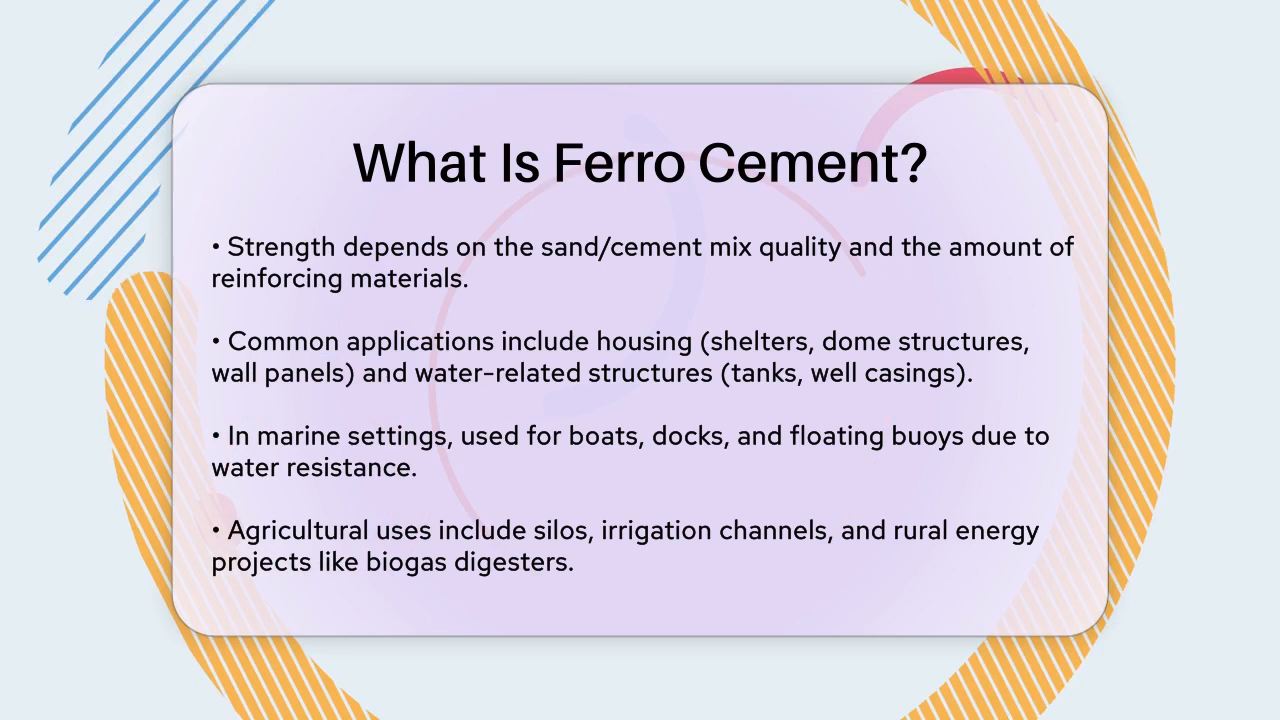 What Is Ferro Cement?
• Strength depends on the sand/cement mix quality and the amount of
reinforcing materials.
• Common applications include housing (shelters, dome structures,
wall panels) and water-related structures (tanks, well casings).
• In marine settings, used for boats, docks, and floating buoys due to
water resistance.
• Agricultural uses include silos, irrigation channels, and rural energy
projects like biogas digesters.